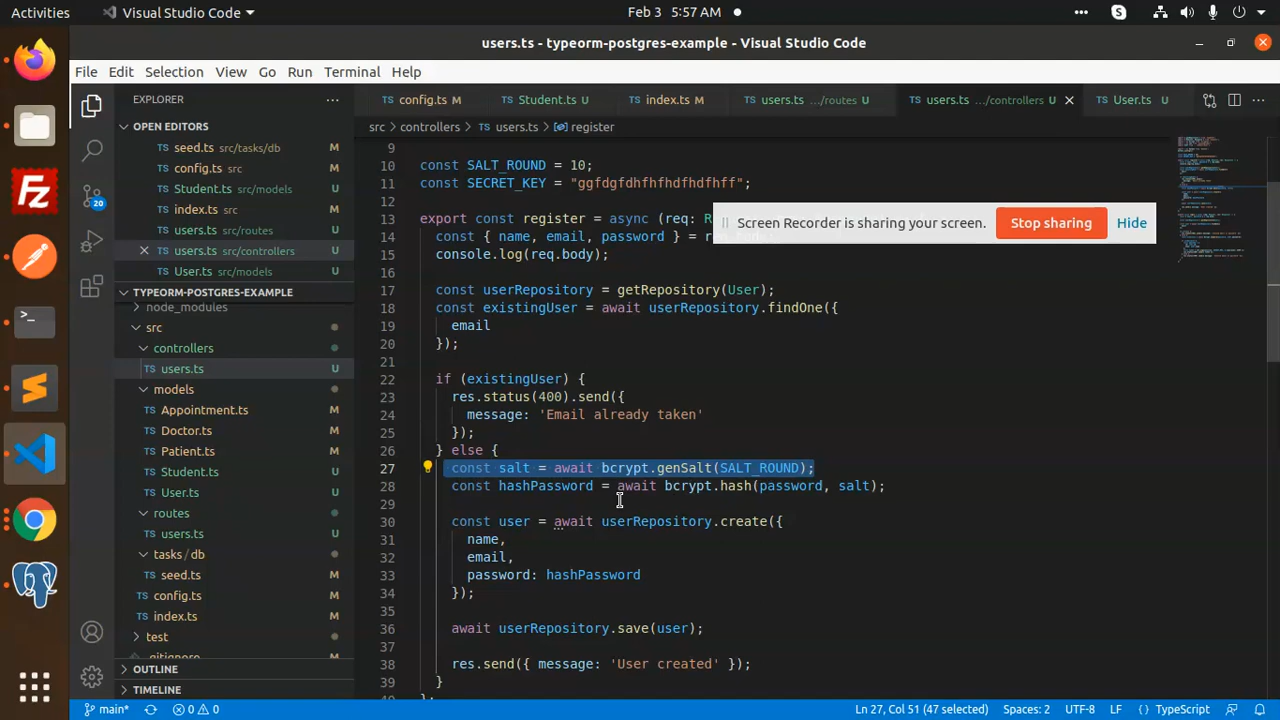 Activities
Visual Studio Code
Feb 3 5:57 AM
users.ts - typeorm-postgres-example - Visual Studio Code
File Edit Selection View Go Run Terminal Help
EXPLORER
config.ts M
Student.ts U
index.ts M
users.ts .../routes U
users.ts .../controllers U
User.ts U
OPEN EDITORS
src > controllers > users.ts > register
seed.ts src/tasks/db M
config.ts src M
Student.ts src/models U
index.ts src M
users.ts src/routes U
users.ts src/controllers U
User.ts src/models U
TYPEORM-POSTGRES-EXAMPLE
node_modules
src
controllers
users.ts U
models
Appointment.ts M
Doctor.ts M
Patient.ts M
Student.ts U
User.ts U
routes
users.ts U
tasks / db
seed.ts M
config.ts M
index.ts M
test
.gitignore
OUTLINE
TIMELINE
20
9
10 const SALT_ROUND = 10;
11 const SECRET_KEY = "ggfdgfdhfhfhdfhdfhff";
12
13 export const register = async (req: R
14 const { name, email, password } = r
15 console.log(req.body);
16
17 const userRepository = getRepository(User);
18 const existingUser = await userRepository.findOne({
19 email
20 });
21
22 if (existingUser) {
23 res.status(400).send({
24 message: 'Email already taken'
25 });
26 } else {
27 const salt = await bcrypt.genSalt(SALT_ROUND);
28 const hashPassword = await bcrypt.hash(password, salt);
29
30 const user = await userRepository.create({
31 name,
32 email,
33 password: hashPassword
34 });
35
36 await userRepository.save(user);
37
38 res.send({ message: 'User created' });
39 }
40 };
Screen Recorder is sharing your screen.
Stop sharing
Hide
main*
0 0
Ln 27, Col 51 (47 selected)
Spaces: 2
UTF-8
LF
TypeScript